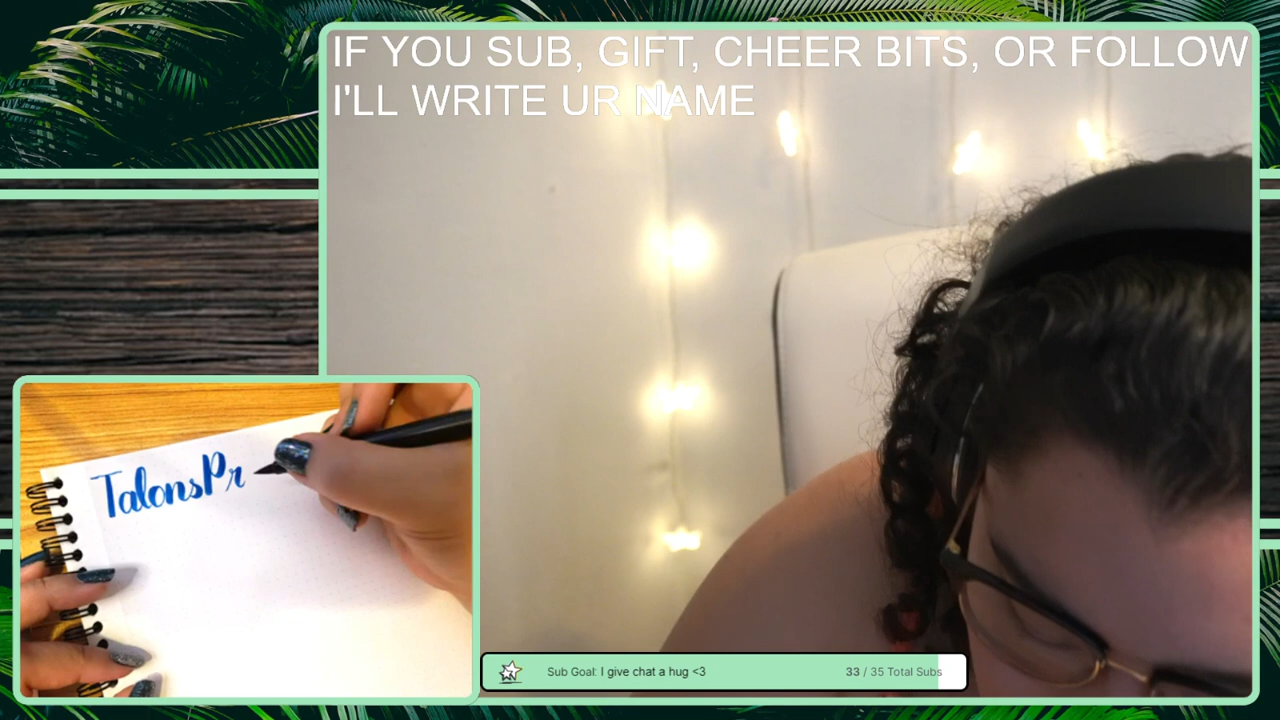 IF YOU SUB, GIFT, CHEER BITS, OR FOLLOW
I'LL WRITE UR NAME
TalonsPr
Sub Goal: I give chat a hug <3
33 / 35 Total Subs